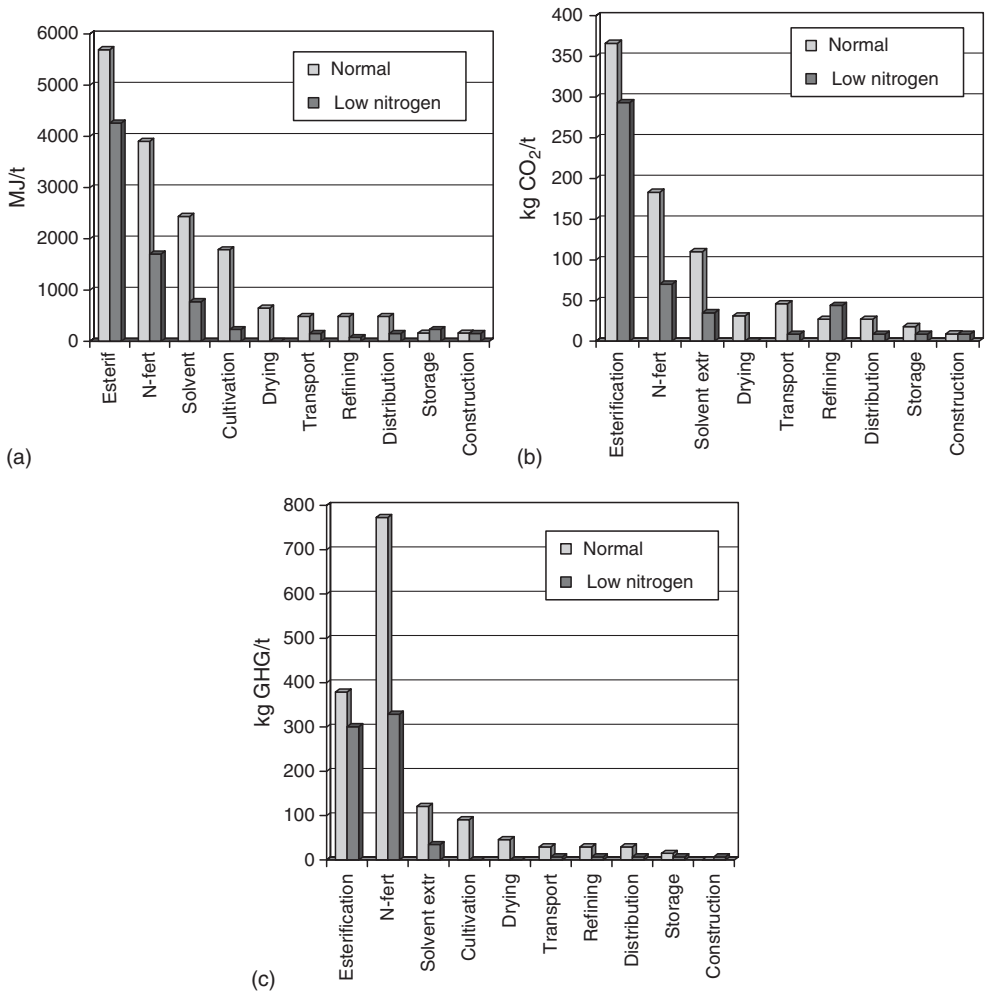 6000
5000
4000
3000
2000
1000
0
MJ/t
Normal
Low nitrogen
Esterif
N-fert
Solvent
Cultivation
Drying
Transport
Refining
Distribution
Storage
Construction
(a)
400
350
300
250
200
150
100
50
0
kg CO₂/t
Normal
Low nitrogen
Esterification
N-fert
Solvent extr
Drying
Transport
Refining
Distribution
Storage
Construction
(b)
800
700
600
500
400
300
200
100
0
kg GHG/t
Normal
Low nitrogen
Esterification
N-fert
Solvent extr
Cultivation
Drying
Transport
Refining
Distribution
Storage
Construction
(c)